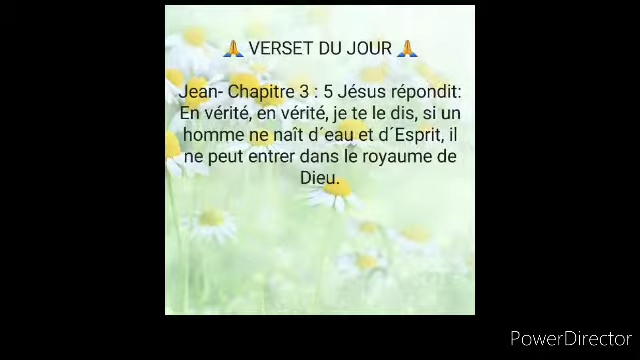 🙏 VERSET DU JOUR 🙏
Jean- Chapitre 3 : 5 Jésus répondit:
En vérité, en vérité, je te le dis, si un
homme ne naît d´eau et d´Esprit, il
ne peut entrer dans le royaume de
Dieu.
PowerDirector